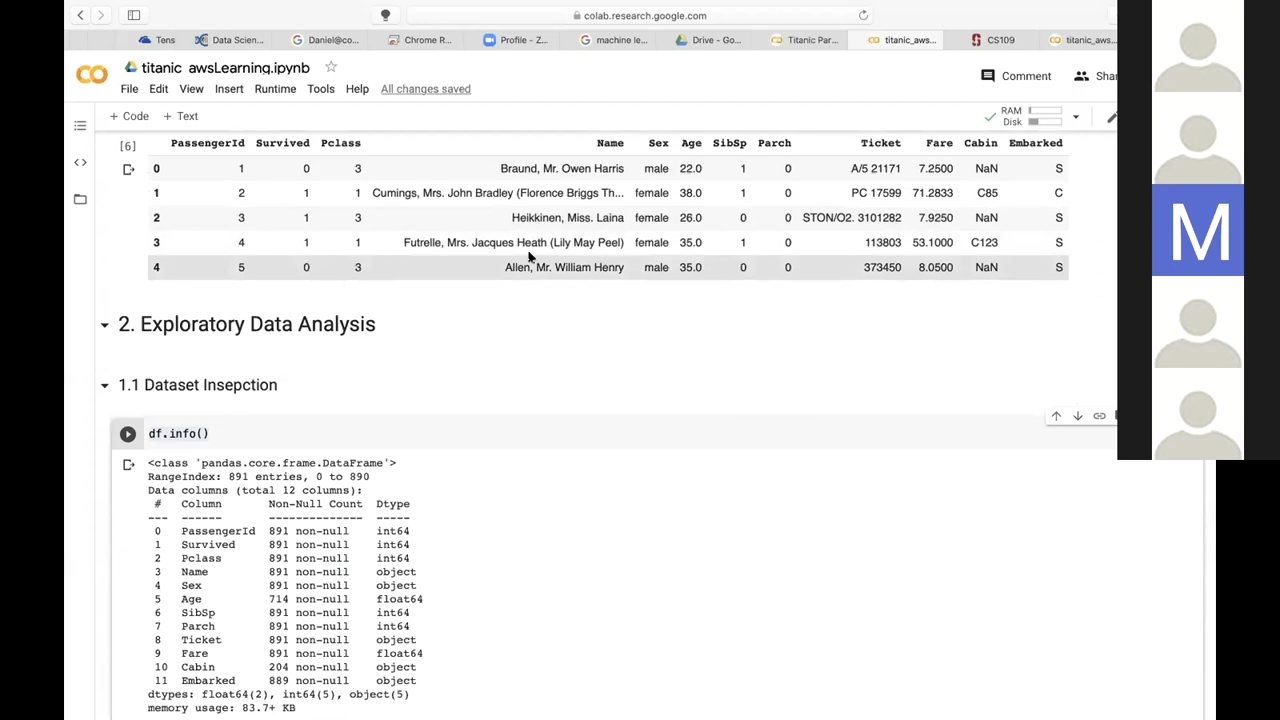 colab.research.google.com
Tens Data Scien... Daniel@co... Chrome R... Profile - Z... machine le... Drive - Go... Titanic Par... titanic_aws... CS109 titanic_aws...
titanic_awsLearning.ipynb
File Edit View Insert Runtime Tools Help All changes saved
Comment Shar
+ Code + Text
RAM
Disk
[6] PassengerId Survived Pclass Name Sex Age SibSp Parch Ticket Fare Cabin Embarked
0 1 0 3 Braund, Mr. Owen Harris male 22.0 1 0 A/5 21171 7.2500 NaN S
1 2 1 1 Cumings, Mrs. John Bradley (Florence Briggs Th... female 38.0 1 0 PC 17599 71.2833 C85 C
2 3 1 3 Heikkinen, Miss. Laina female 26.0 0 0 STON/O2. 3101282 7.9250 NaN S
3 4 1 1 Futrelle, Mrs. Jacques Heath (Lily May Peel) female 35.0 1 0 113803 53.1000 C123 S
4 5 0 3 Allen, Mr. William Henry male 35.0 0 0 373450 8.0500 NaN S
2. Exploratory Data Analysis
1.1 Dataset Insepction
df.info()
<class 'pandas.core.frame.DataFrame'>
RangeIndex: 891 entries, 0 to 890
Data columns (total 12 columns):
# Column Non-Null Count Dtype
--- ------ -------------- -----
0 PassengerId 891 non-null int64
1 Survived 891 non-null int64
2 Pclass 891 non-null int64
3 Name 891 non-null object
4 Sex 891 non-null object
5 Age 714 non-null float64
6 SibSp 891 non-null int64
7 Parch 891 non-null int64
8 Ticket 891 non-null object
9 Fare 891 non-null float64
10 Cabin 204 non-null object
11 Embarked 889 non-null object
dtypes: float64(2), int64(5), object(5)
memory usage: 83.7+ KB
M